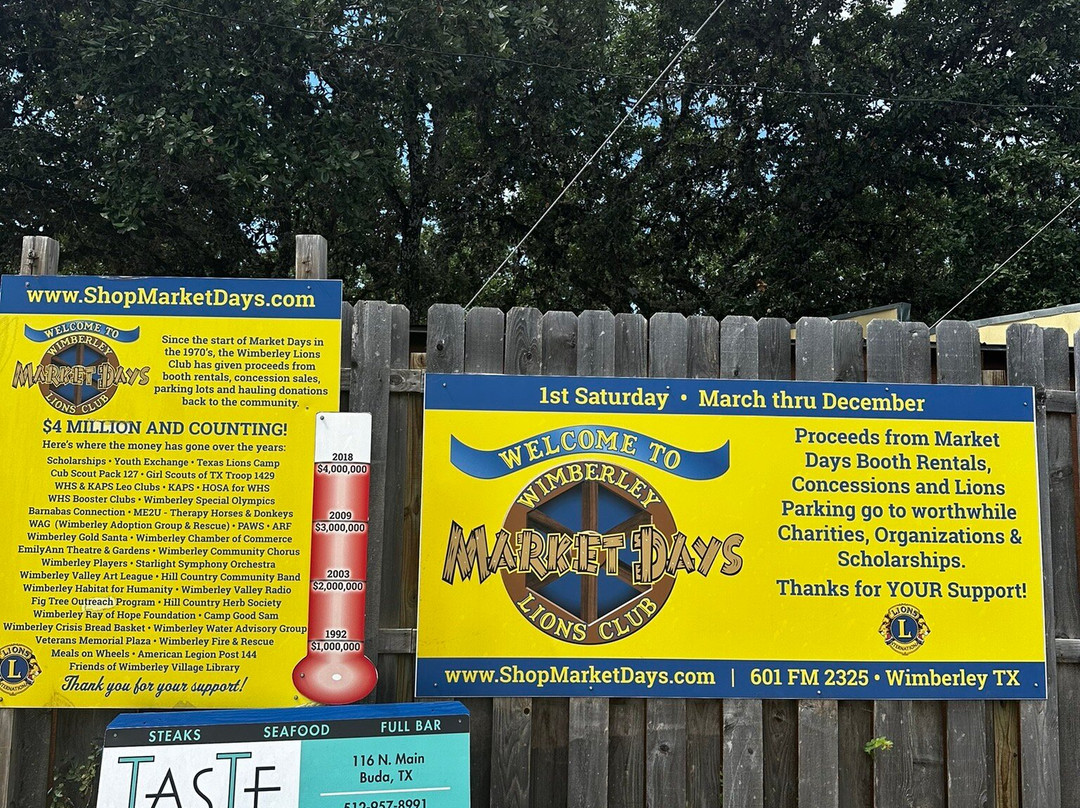 www.ShopMarketDays.com
WELCOME TO
WIMBERLEY
MARKET DAYS
LIONS CLUB
Since the start of Market Days in
the 1970's, the Wimberley Lions
Club has given proceeds from
booth rentals, concession sales,
parking lots and hauling donations
back to the community.
$4 MILLION AND COUNTING!
Here's where the money has gone over the years:
Scholarships • Youth Exchange • Texas Lions Camp
Cub Scout Pack 127 • Girl Scouts of TX Troop 1429
WHS & KAPS Leo Clubs • KAPS • HOSA for WHS
WHS Booster Clubs • Wimberley Special Olympics
Barnabas Connection • ME2U - Therapy Horses & Donkeys
WAG (Wimberley Adoption Group & Rescue) • PAWS • ARF
Wimberley Gold Santa • Wimberley Chamber of Commerce
EmilyAnn Theatre & Gardens • Wimberley Community Chorus
Wimberley Players • Starlight Symphony Orchestra
Wimberley Valley Art League • Hill Country Community Band
Wimberley Habitat for Humanity • Wimberley Valley Radio
Fig Tree Outreach Program • Hill Country Herb Society
Wimberley Ray of Hope Foundation • Camp Good Sam
Wimberley Crisis Bread Basket • Wimberley Water Advisory Group
Veterans Memorial Plaza • Wimberley Fire & Rescue
Meals on Wheels • American Legion Post 144
Friends of Wimberley Village Library
Thank you for your support!
L
2018
$4,000,000
2009
$3,000,000
2003
$2,000,000
1992
$1,000,000
1st Saturday • March thru December
WELCOME TO
WIMBERLEY
MARKET DAYS
LIONS CLUB
Proceeds from Market
Days Booth Rentals,
Concessions and Lions
Parking go to worthwhile
Charities, Organizations &
Scholarships.
Thanks for YOUR Support!
LIONS
L
INTERNATIONAL
www.ShopMarketDays.com | 601 FM 2325 • Wimberley TX
STEAKS SEAFOOD FULL BAR
TASTE
116 N. Main
Buda, TX
512-957-8991